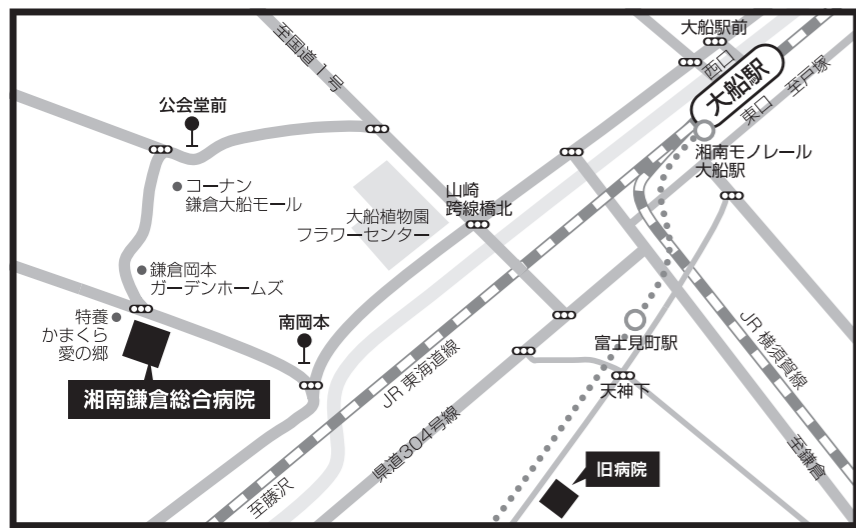 大船駅前
至国道1号
西口
大船駅
東口
至戸塚
公会堂前
湘南モノレール
大船駅
コーナン
鎌倉大船モール
山崎
跨線橋北
大船植物園
フラワーセンター
鎌倉岡本
ガーデンホームズ
特養
かまくら
愛の郷
南岡本
富士見町駅
JR 横須賀線
JR 東海道線
天神下
湘南鎌倉総合病院
県道304号線
至鎌倉
旧病院
至藤沢